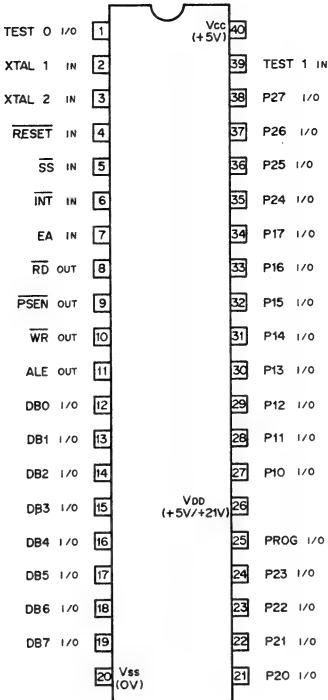 TEST 0 I/O 1 Vcc 40
(+5V)
XTAL 1 IN 2 39 TEST 1 IN
XTAL 2 IN 3 38 P27 I/O
RESET IN 4 37 P26 I/O
SS IN 5 36 P25 I/O
INT IN 6 35 P24 I/O
EA IN 7 34 P17 I/O
RD OUT 8 33 P16 I/O
PSEN OUT 9 32 P15 I/O
WR OUT 10 31 P14 I/O
ALE OUT 11 30 P13 I/O
DB0 I/O 12 29 P12 I/O
DB1 I/O 13 28 P11 I/O
DB2 I/O 14 27 P10 I/O
DB3 I/O 15 VDD 26
(+5V/+21V)
DB4 I/O 16 25 PROG I/O
DB5 I/O 17 24 P23 I/O
DB6 I/O 18 23 P22 I/O
DB7 I/O 19 22 P21 I/O
20 Vss 21 P20 I/O
(0V)